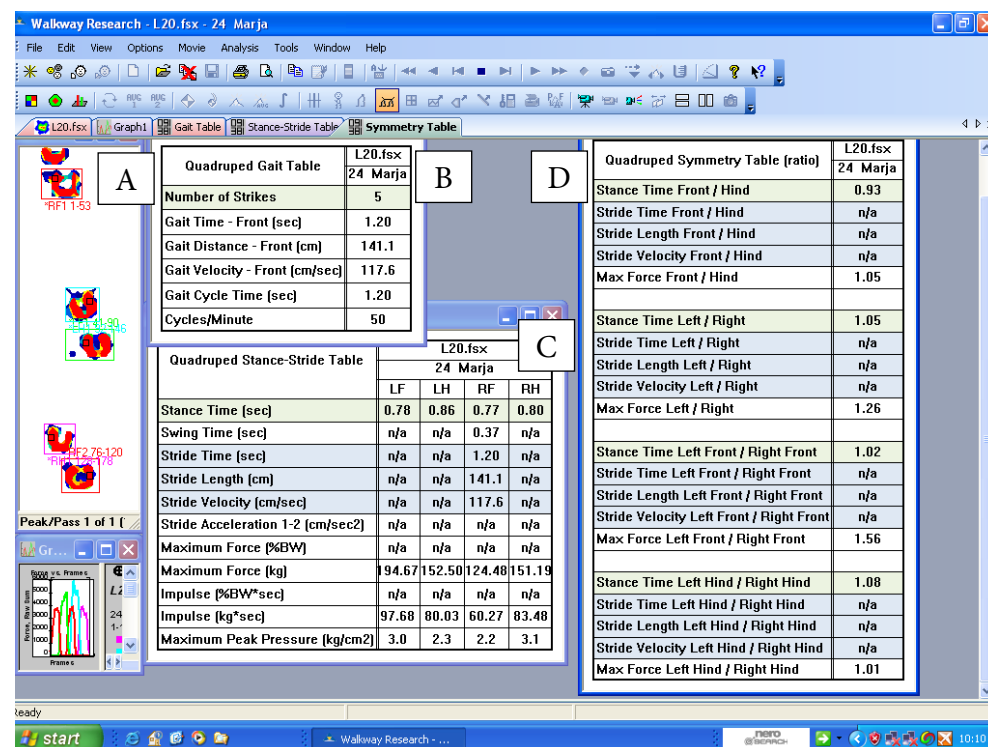 Walkway Research - L20.fsx - 24 Marja
File Edit View Options Movie Analysis Tools Window Help
L20.fsx Graph1 Gait Table Stance-Stride Table Symmetry Table
A
*RF1 1-53
RF2 76-120
Peak/Pass 1 of 1
Gr...
Force vs. Frames
Force, Raw Sum
Frames
B
Quadruped Gait Table L20.fsx
24 Marja
Number of Strikes 5
Gait Time - Front (sec) 1.20
Gait Distance - Front (cm) 141.1
Gait Velocity - Front (cm/sec) 117.6
Gait Cycle Time (sec) 1.20
Cycles/Minute 50
C
Quadruped Stance-Stride Table L20.fsx
24 Marja
LF LH RF RH
Stance Time (sec) 0.78 0.86 0.77 0.80
Swing Time (sec) n/a n/a 0.37 n/a
Stride Time (sec) n/a n/a 1.20 n/a
Stride Length (cm) n/a n/a 141.1 n/a
Stride Velocity (cm/sec) n/a n/a 117.6 n/a
Stride Acceleration 1-2 (cm/sec2) n/a n/a n/a n/a
Maximum Force (%BW) n/a n/a n/a n/a
Maximum Force (kg) 194.67 152.50 124.48 151.19
Impulse (%BW*sec) n/a n/a n/a n/a
Impulse (kg*sec) 97.68 80.03 60.27 83.48
Maximum Peak Pressure (kg/cm2) 3.0 2.3 2.2 3.1
D
Quadruped Symmetry Table (ratio) L20.fsx
24 Marja
Stance Time Front / Hind 0.93
Stride Time Front / Hind n/a
Stride Length Front / Hind n/a
Stride Velocity Front / Hind n/a
Max Force Front / Hind 1.05
Stance Time Left / Right 1.05
Stride Time Left / Right n/a
Stride Length Left / Right n/a
Stride Velocity Left / Right n/a
Max Force Left / Right 1.26
Stance Time Left Front / Right Front 1.02
Stride Time Left Front / Right Front n/a
Stride Length Left Front / Right Front n/a
Stride Velocity Left Front / Right Front n/a
Max Force Left Front / Right Front 1.56
Stance Time Left Hind / Right Hind 1.08
Stride Time Left Hind / Right Hind n/a
Stride Length Left Hind / Right Hind n/a
Stride Velocity Left Hind / Right Hind n/a
Max Force Left Hind / Right Hind 1.01
start Walkway Research - ... nero SEARCH 10:10